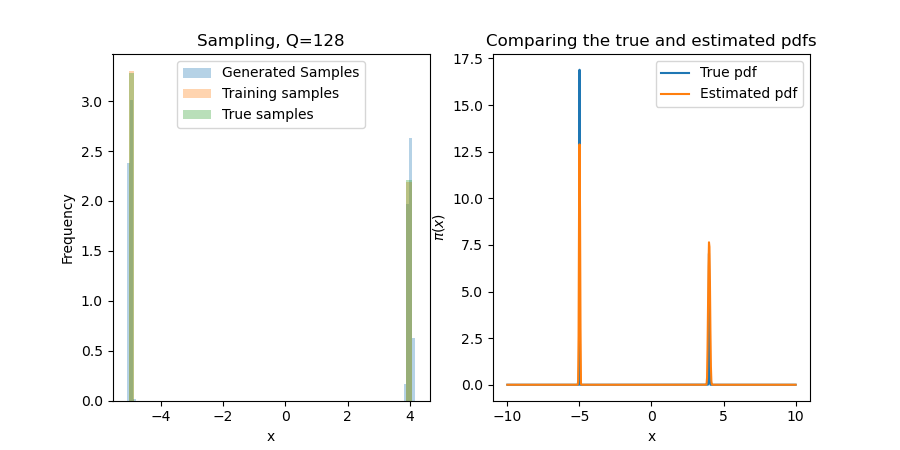 Sampling, Q=128
Generated Samples
Training samples
True samples
Frequency
3.0
2.5
2.0
1.5
1.0
0.5
0.0
−4
−2
0
2
4
x
Comparing the true and estimated pdfs
True pdf
Estimated pdf
π(x)
17.5
15.0
12.5
10.0
7.5
5.0
2.5
0.0
−10
−5
0
5
10
x